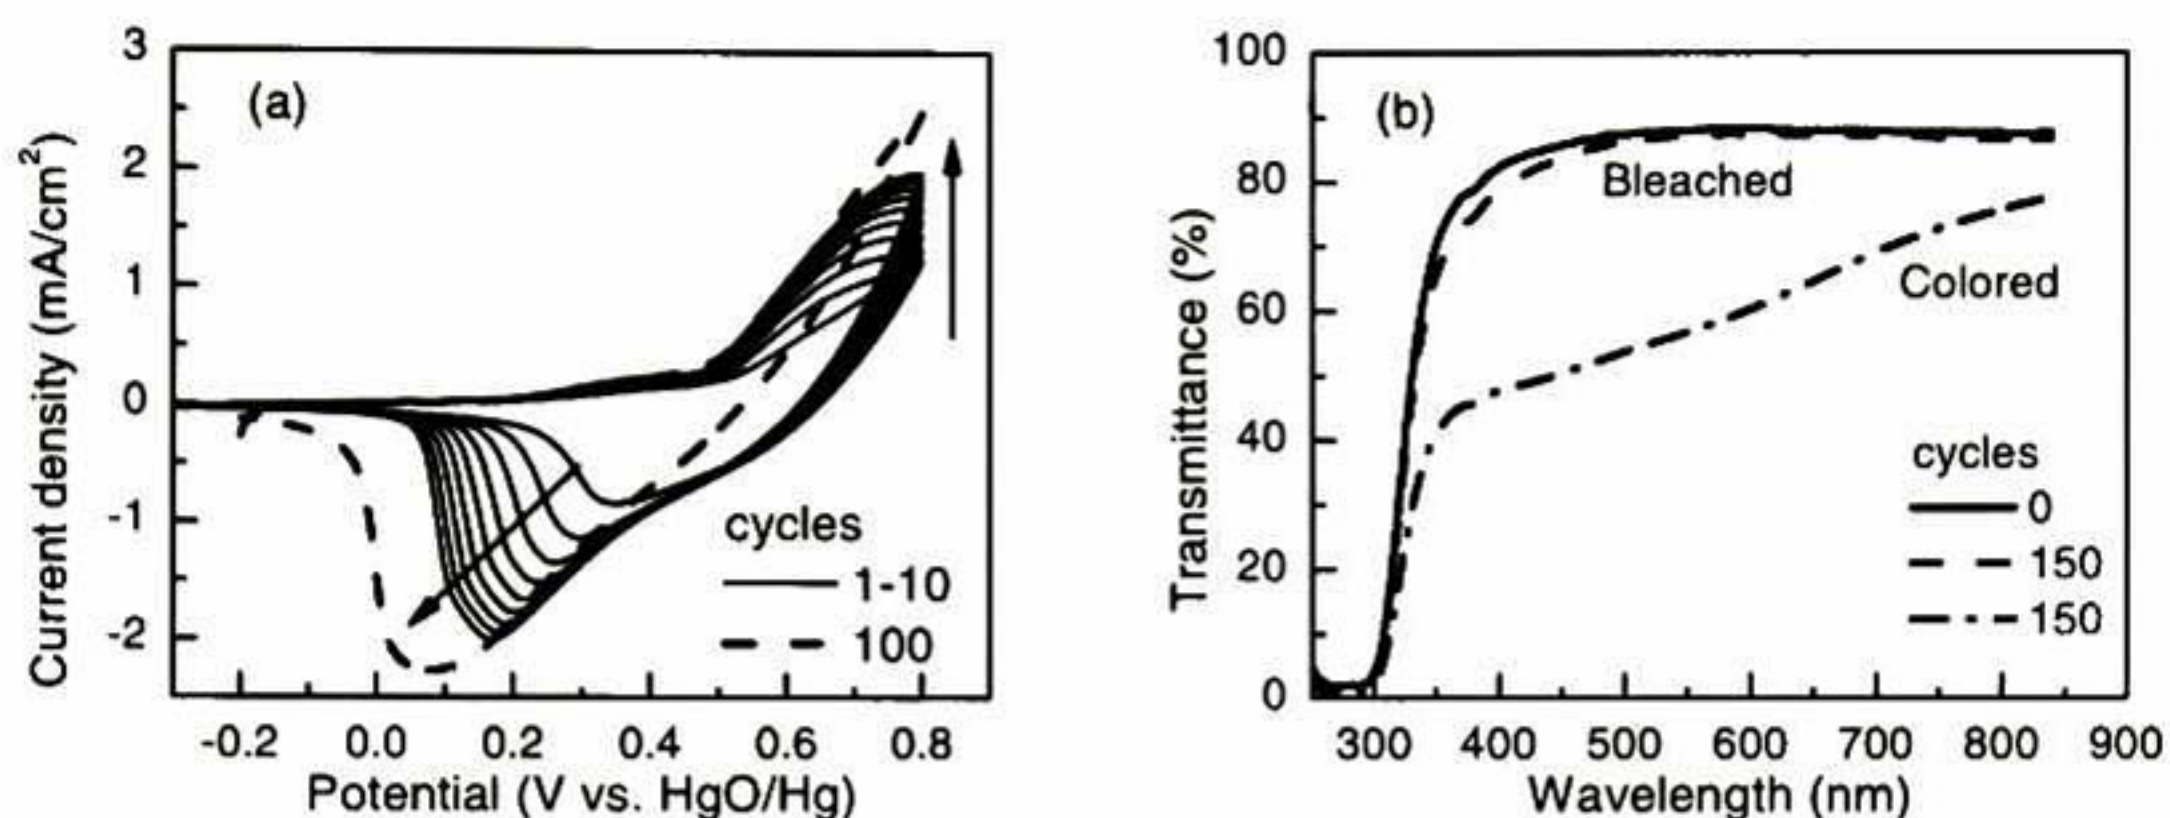 (a)
3
2
1
0
-1
-2
Current density (mA/cm²)
cycles
1-10
100
-0.2 0.0 0.2 0.4 0.6 0.8
Potential (V vs. HgO/Hg)
(b)
100
80
60
40
20
0
Transmittance (%)
Bleached
Colored
cycles
0
150
150
300 400 500 600 700 800 900
Wavelength (nm)